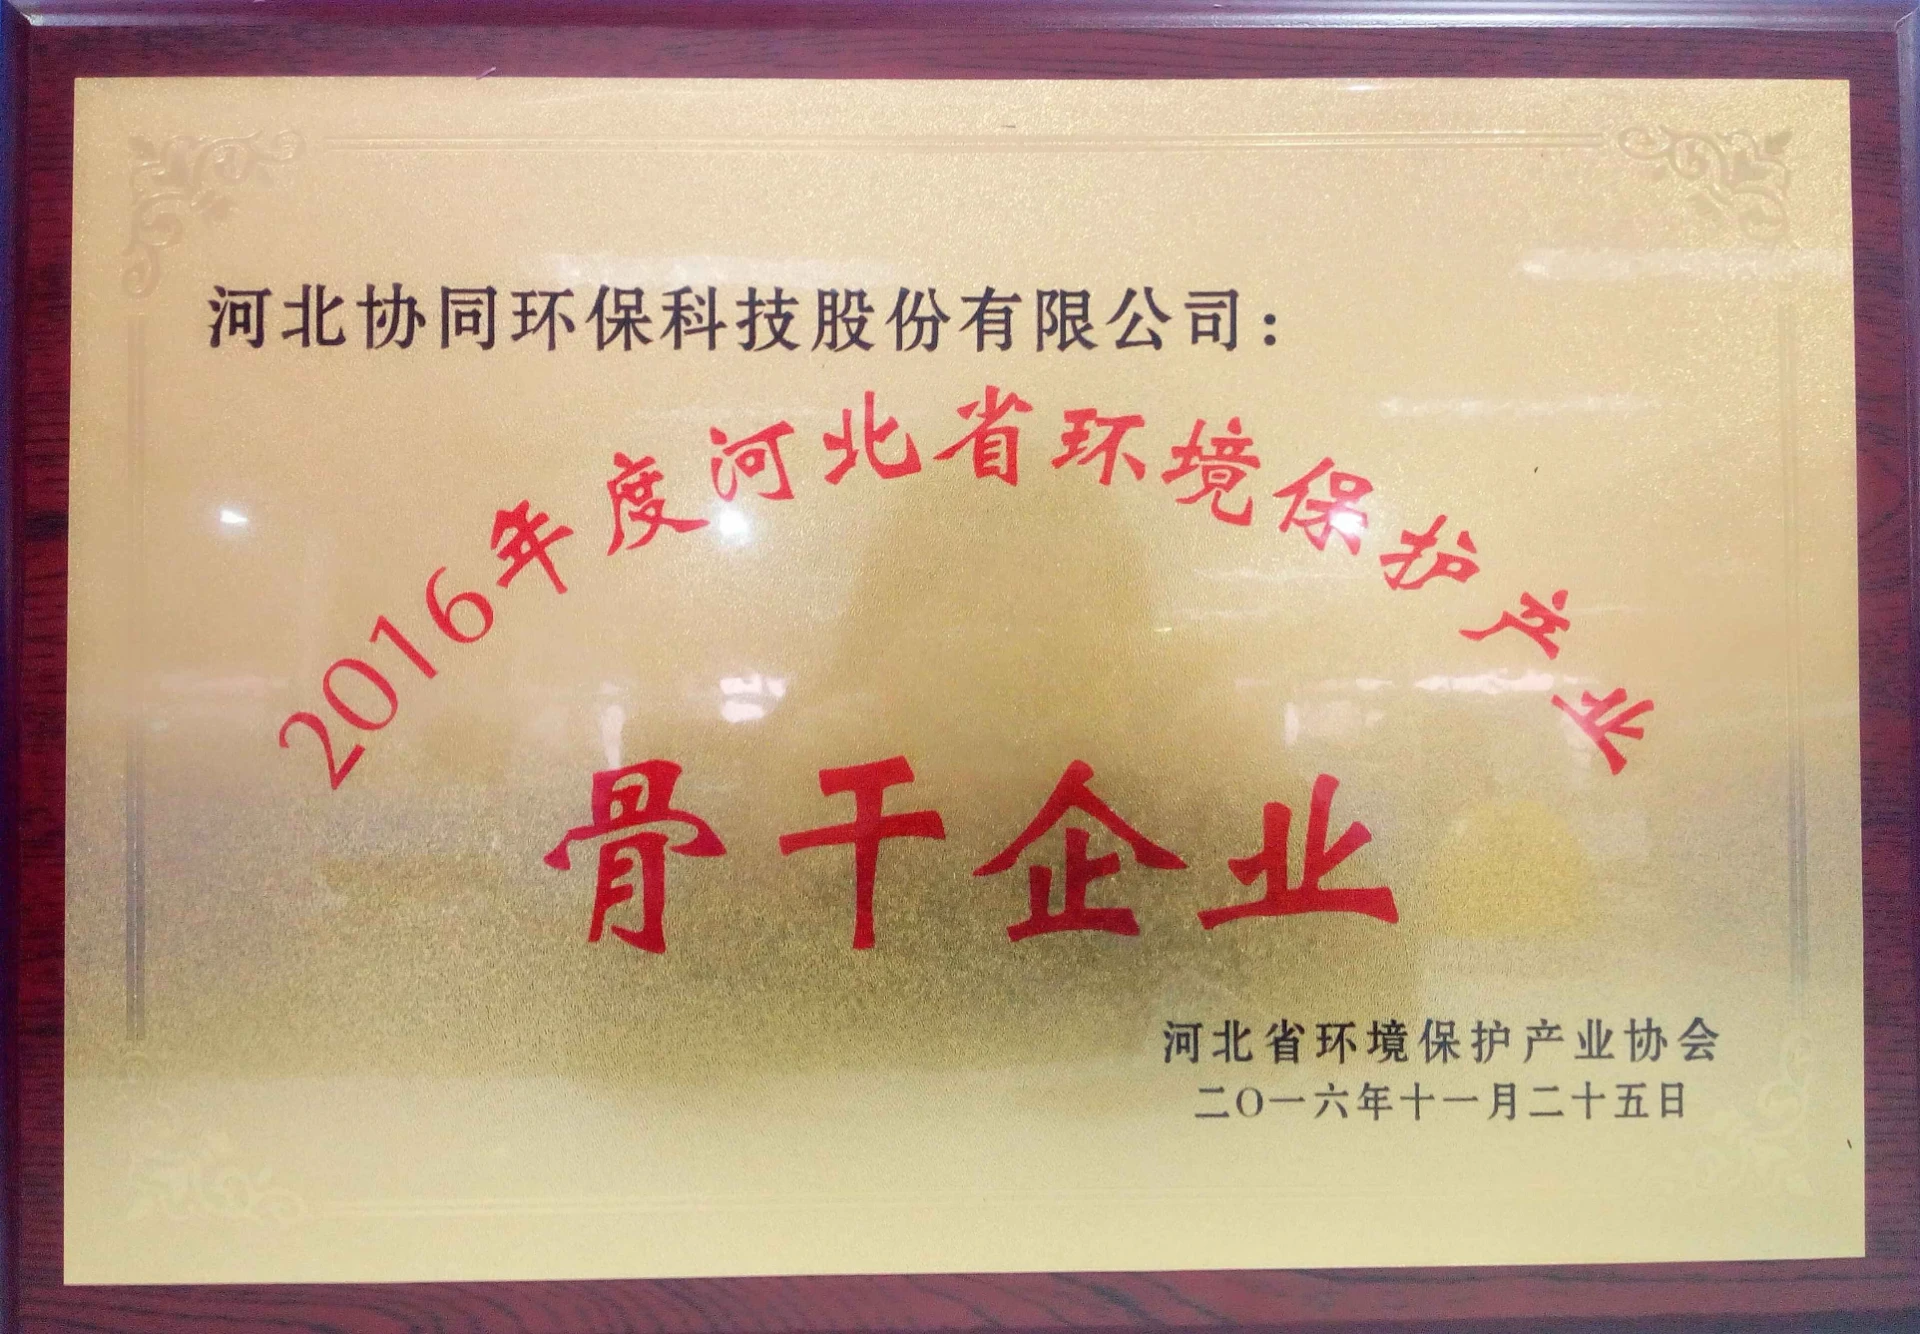 河北协同环保科技股份有限公司：
2016年度河北省环境保护产业
骨干企业
河北省环境保护产业协会
二〇一六年十一月二十五日